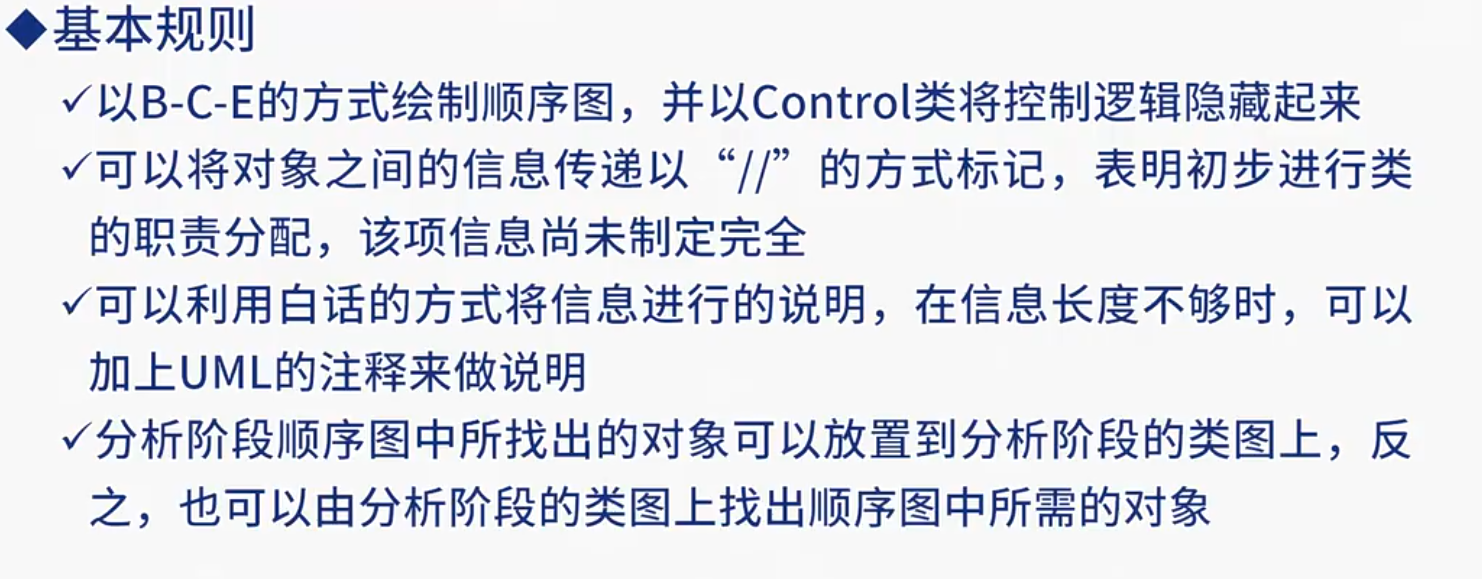 ◆基本规则
✓以B-C-E的方式绘制顺序图，并以Control类将控制逻辑隐藏起来
✓可以将对象之间的信息传递以“//”的方式标记，表明初步进行类
的职责分配，该项信息尚未制定完全
✓可以利用白话的方式将信息进行的说明，在信息长度不够时，可以
加上UML的注释来做说明
✓分析阶段顺序图中所找出的对象可以放置到分析阶段的类图上，反
之，也可以由分析阶段的类图上找出顺序图中所需的对象